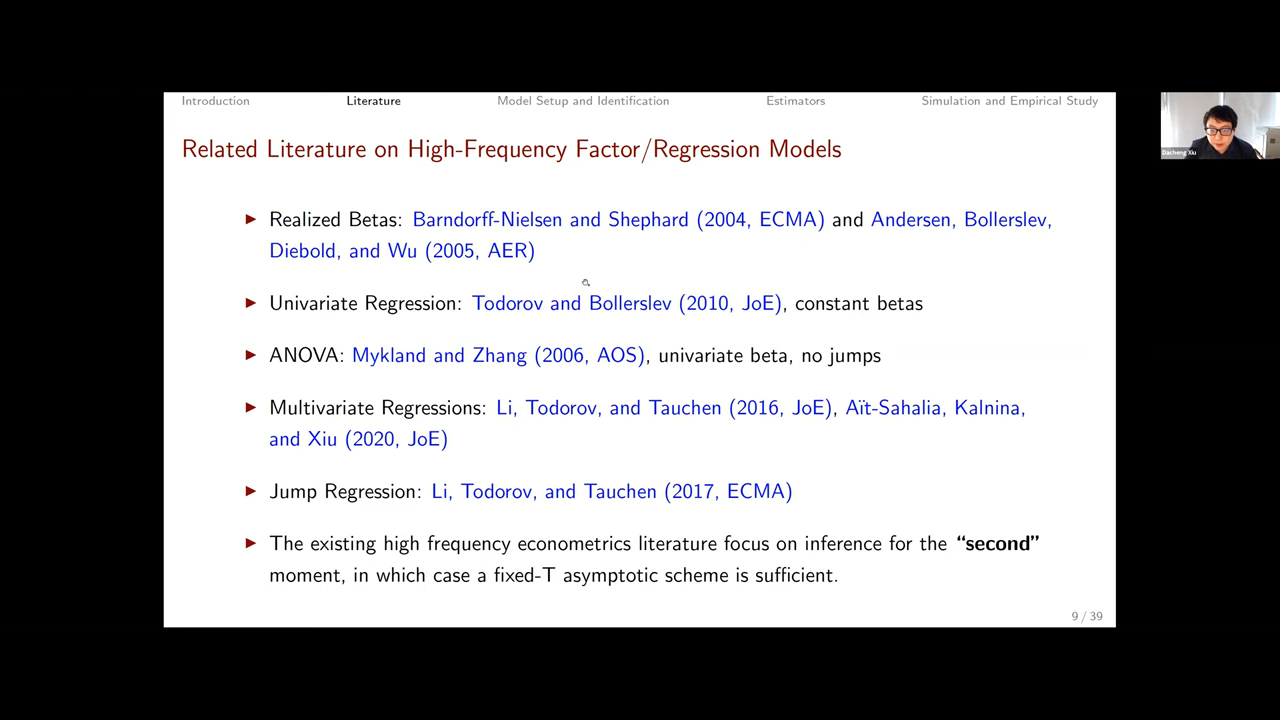 Introduction Literature Model Setup and Identification Estimators Simulation and Empirical Study
Related Literature on High-Frequency Factor/Regression Models
▶ Realized Betas: Barndorff-Nielsen and Shephard (2004, ECMA) and Andersen, Bollerslev,
Diebold, and Wu (2005, AER)
▶ Univariate Regression: Todorov and Bollerslev (2010, JoE), constant betas
▶ ANOVA: Mykland and Zhang (2006, AOS), univariate beta, no jumps
▶ Multivariate Regressions: Li, Todorov, and Tauchen (2016, JoE), Aït-Sahalia, Kalnina,
and Xiu (2020, JoE)
▶ Jump Regression: Li, Todorov, and Tauchen (2017, ECMA)
▶ The existing high frequency econometrics literature focus on inference for the “second”
moment, in which case a fixed-T asymptotic scheme is sufficient.
9 / 39
Dacheng Xiu